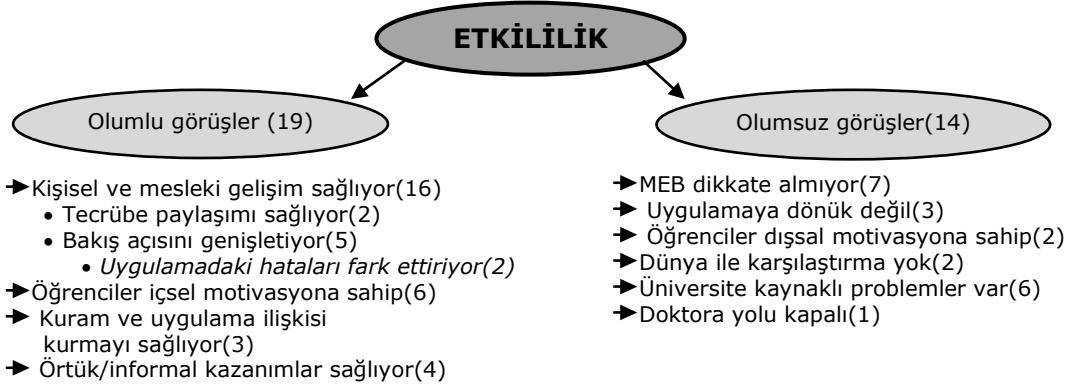 ETKİLİLİK
Olumlu görüşler (19)
Kişisel ve mesleki gelişim sağlıyor(16)
• Tecrübe paylaşımı sağlıyor(2)
• Bakış açısını genişletiyor(5)
• Uygulamadaki hataları fark ettiriyor(2)
Öğrenciler içsel motivasyona sahip(6)
Kuram ve uygulama ilişkisi
kurmayı sağlıyor(3)
Örtük/informal kazanımlar sağlıyor(4)
Olumsuz görüşler(14)
MEB dikkate almıyor(7)
Uygulamaya dönük değil(3)
Öğrenciler dışsal motivasyona sahip(2)
Dünya ile karşılaştırma yok(2)
Üniversite kaynaklı problemler var(6)
Doktora yolu kapalı(1)